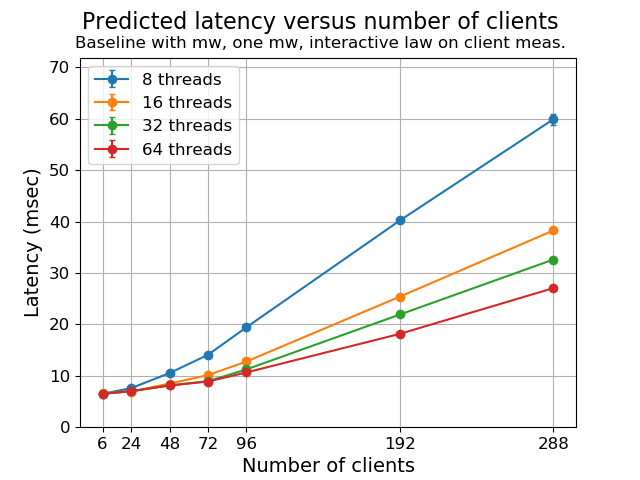 Predicted latency versus number of clients
Baseline with mw, one mw, interactive law on client meas.
70
60
50
40
30
20
10
0
Latency (msec)
8 threads
16 threads
32 threads
64 threads
6 24 48 72 96 192 288
Number of clients